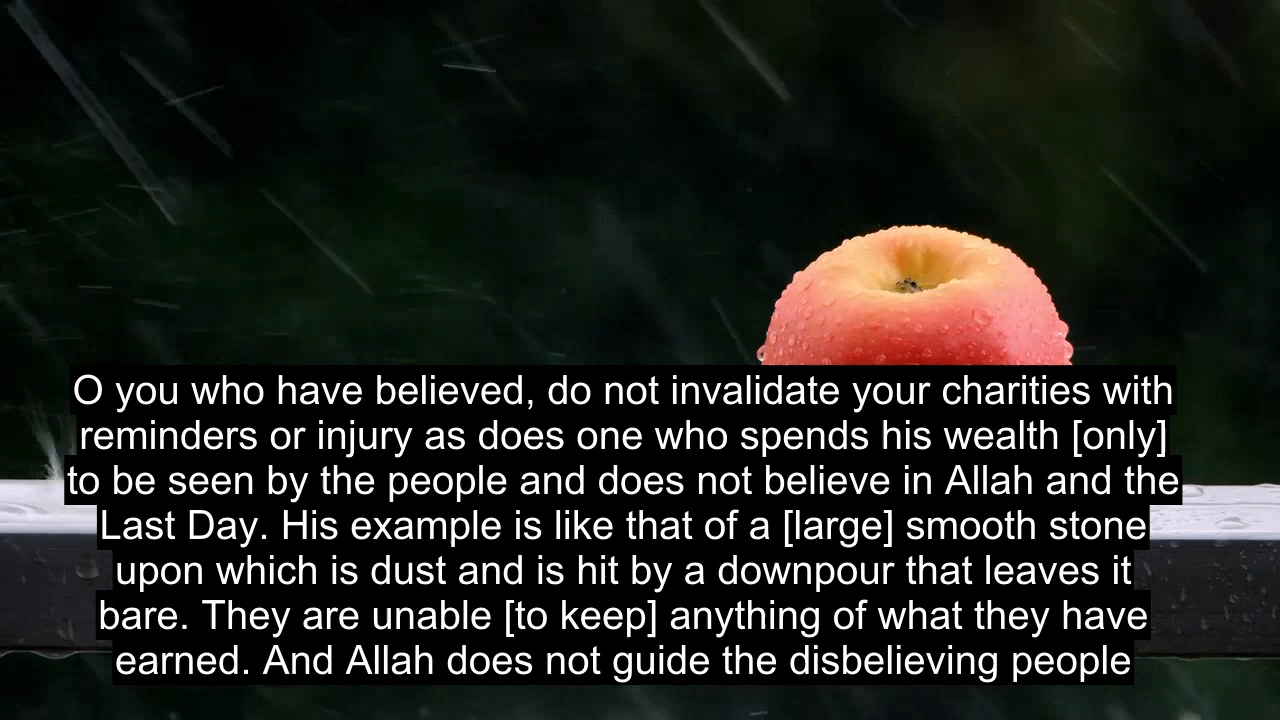 O you who have believed, do not invalidate your charities with
reminders or injury as does one who spends his wealth [only]
to be seen by the people and does not believe in Allah and the
Last Day. His example is like that of a [large] smooth stone
upon which is dust and is hit by a downpour that leaves it
bare. They are unable [to keep] anything of what they have
earned. And Allah does not guide the disbelieving people